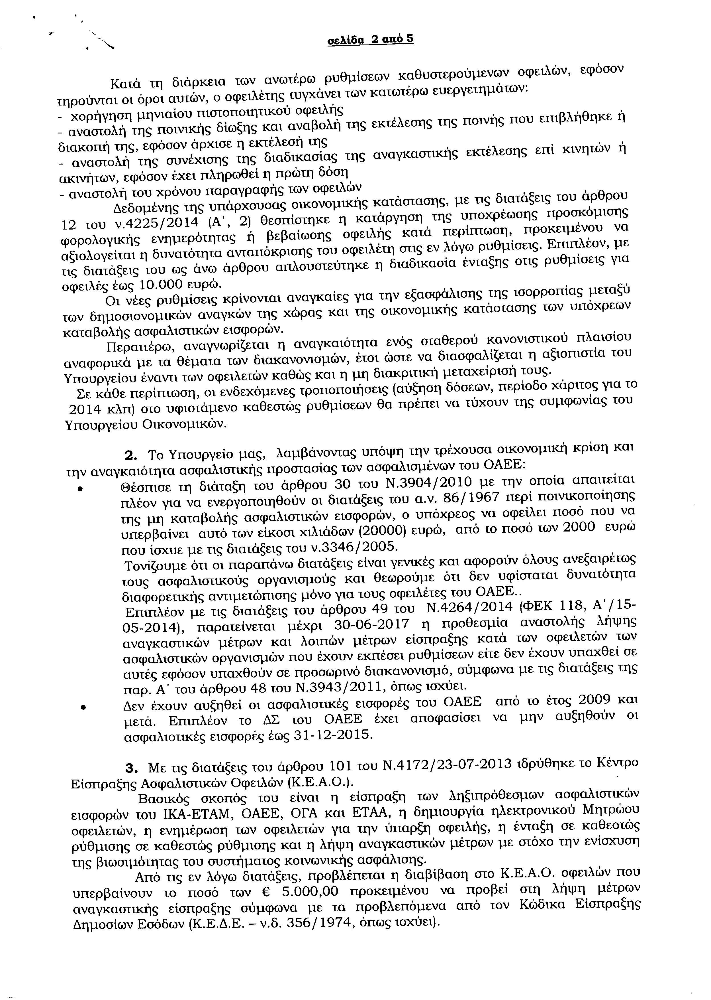 σελίδα 2 από 5
Κατά τη διάρκεια των ανωτέρω ρυθμίσεων καθυστερούμενων οφειλών, εφόσον
τηρούνται οι όροι αυτών, ο οφειλέτης τυγχάνει των κατωτέρω ευεργετημάτων:
- χορήγηση μηνιαίου πιστοποιητικού οφειλής
- αναστολή της ποινικής δίωξης και αναβολή της εκτέλεσης της ποινής που επιβλήθηκε ή
διακοπή της, εφόσον άρχισε η εκτέλεσή της
- αναστολή της συνέχισης της διαδικασίας της αναγκαστικής εκτέλεσης επί κινητών ή
ακινήτων, εφόσον έχει πληρωθεί η πρώτη δόση
- αναστολή του χρόνου παραγραφής των οφειλών
Δεδομένης της υπάρχουσας οικονομικής κατάστασης, με τις διατάξεις του άρθρου
12 του ν.4225/2014 (Α΄, 2) θεσπίστηκε η κατάργηση της υποχρέωσης προσκόμισης
φορολογικής ενημερότητας ή βεβαίωσης οφειλής κατά περίπτωση, προκειμένου να
αξιολογείται η δυνατότητα ανταπόκρισης του οφειλέτη στις εν λόγω ρυθμίσεις. Επιπλέον, με
τις διατάξεις του ως άνω άρθρου απλουστεύτηκε η διαδικασία ένταξης στις ρυθμίσεις για
οφειλές έως 10.000 ευρώ.
Οι νέες ρυθμίσεις κρίνονται αναγκαίες για την εξασφάλισης της ισορροπίας μεταξύ
των δημοσιονομικών αναγκών της χώρας και της οικονομικής κατάστασης των υπόχρεων
καταβολής ασφαλιστικών εισφορών.
Περαιτέρω, αναγνωρίζεται η αναγκαιότητα ενός σταθερού κανονιστικού πλαισίου
αναφορικά με τα θέματα των διακανονισμών, έτσι ώστε να διασφαλίζεται η αξιοπιστία του
Υπουργείου έναντι των οφειλετών καθώς και η μη διακριτική μεταχείρισή τους.
Σε κάθε περίπτωση, οι ενδεχόμενες τροποποιήσεις (αύξηση δόσεων, περίοδο χάριτος για το
2014 κλπ) στο υφιστάμενο καθεστώς ρυθμίσεων θα πρέπει να τύχουν της συμφωνίας του
Υπουργείου Οικονομικών.
2. Το Υπουργείο μας, λαμβάνοντας υπόψη την τρέχουσα οικονομική κρίση και
την αναγκαιότητα ασφαλιστικής προστασίας των ασφαλισμένων του ΟΑΕΕ:
• Θέσπισε τη διάταξη του άρθρου 30 του Ν.3904/2010 με την οποία απαιτείται
πλέον για να ενεργοποιηθούν οι διατάξεις του α.ν. 86/1967 περί ποινικοποίησης
της μη καταβολής ασφαλιστικών εισφορών, ο υπόχρεος να οφείλει ποσό που να
υπερβαίνει αυτό των είκοσι χιλιάδων (20000) ευρώ, από το ποσό των 2000 ευρώ
που ίσχυε με τις διατάξεις του ν.3346/2005.
Τονίζουμε ότι οι παραπάνω διατάξεις είναι γενικές και αφορούν όλους ανεξαιρέτως
τους ασφαλιστικούς οργανισμούς και θεωρούμε ότι δεν υφίσταται δυνατότητα
διαφορετικής αντιμετώπισης μόνο για τους οφειλέτες του ΟΑΕΕ..
Επιπλέον με τις διατάξεις του άρθρου 49 του Ν.4264/2014 (ΦΕΚ 118, Α΄/15-
05-2014), παρατείνεται μέχρι 30-06-2017 η προθεσμία αναστολής λήψης
αναγκαστικών μέτρων και λοιπών μέτρων είσπραξης κατά των οφειλετών των
ασφαλιστικών οργανισμών που έχουν εκπέσει ρυθμίσεων είτε δεν έχουν υπαχθεί σε
αυτές εφόσον υπαχθούν σε προσωρινό διακανονισμό, σύμφωνα με τις διατάξεις της
παρ. Α΄ του άρθρου 48 του Ν.3943/2011, όπως ισχύει.
• Δεν έχουν αυξηθεί οι ασφαλιστικές εισφορές του ΟΑΕΕ από το έτος 2009 και
μετά. Επιπλέον το ΔΣ του ΟΑΕΕ έχει αποφασίσει να μην αυξηθούν οι
ασφαλιστικές εισφορές έως 31-12-2015.
3. Με τις διατάξεις του άρθρου 101 του Ν.4172/23-07-2013 ιδρύθηκε το Κέντρο
Είσπραξης Ασφαλιστικών Οφειλών (Κ.Ε.Α.Ο.).
Βασικός σκοπός του είναι η είσπραξη των ληξιπρόθεσμων ασφαλιστικών
εισφορών του ΙΚΑ-ΕΤΑΜ, ΟΑΕΕ, ΟΓΑ και ΕΤΑΑ, η δημιουργία ηλεκτρονικού Μητρώου
οφειλετών, η ενημέρωση των οφειλετών για την ύπαρξη οφειλής, η ένταξη σε καθεστώς
ρύθμισης σε καθεστώς ρύθμισης και η λήψη αναγκαστικών μέτρων με στόχο την ενίσχυση
της βιωσιμότητας του συστήματος κοινωνικής ασφάλισης.
Από τις εν λόγω διατάξεις, προβλέπεται η διαβίβαση στο Κ.Ε.Α.Ο. οφειλών που
υπερβαίνουν το ποσό των € 5.000,00 προκειμένου να προβεί στη λήψη μέτρων
αναγκαστικής είσπραξης σύμφωνα με τα προβλεπόμενα από τον Κώδικα Είσπραξης
Δημοσίων Εσόδων (Κ.Ε.Δ.Ε. – ν.δ. 356/1974, όπως ισχύει).